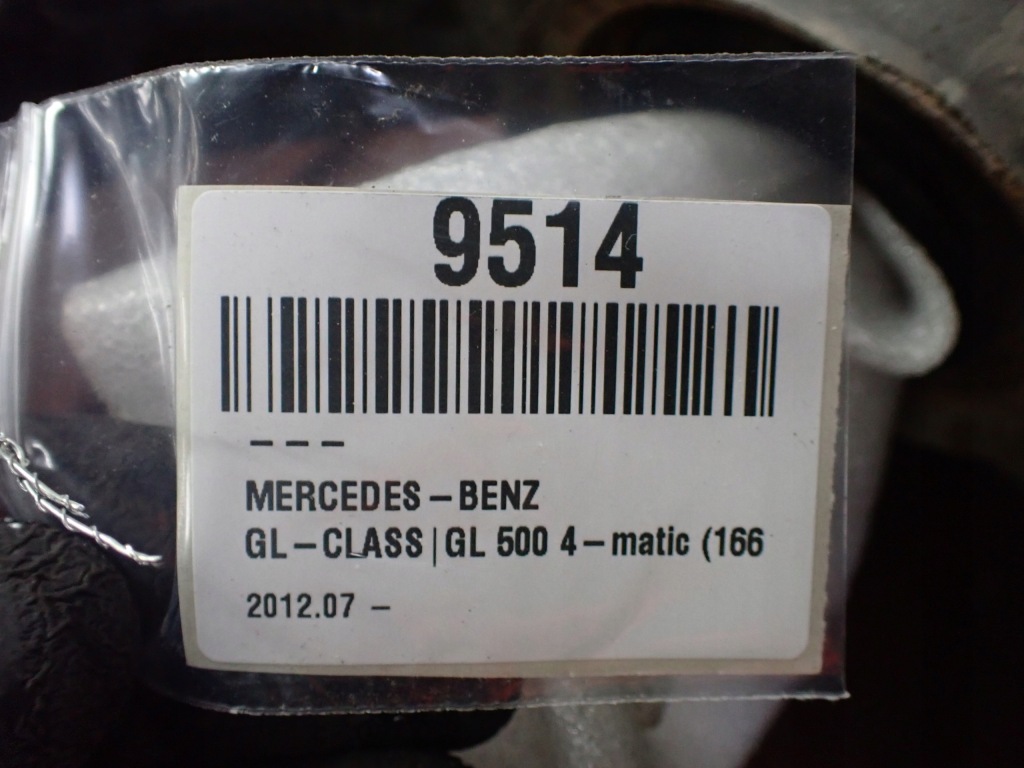 9514
– – –
MERCEDES–BENZ
GL–CLASS|GL 500 4–matic (166
2012.07 –